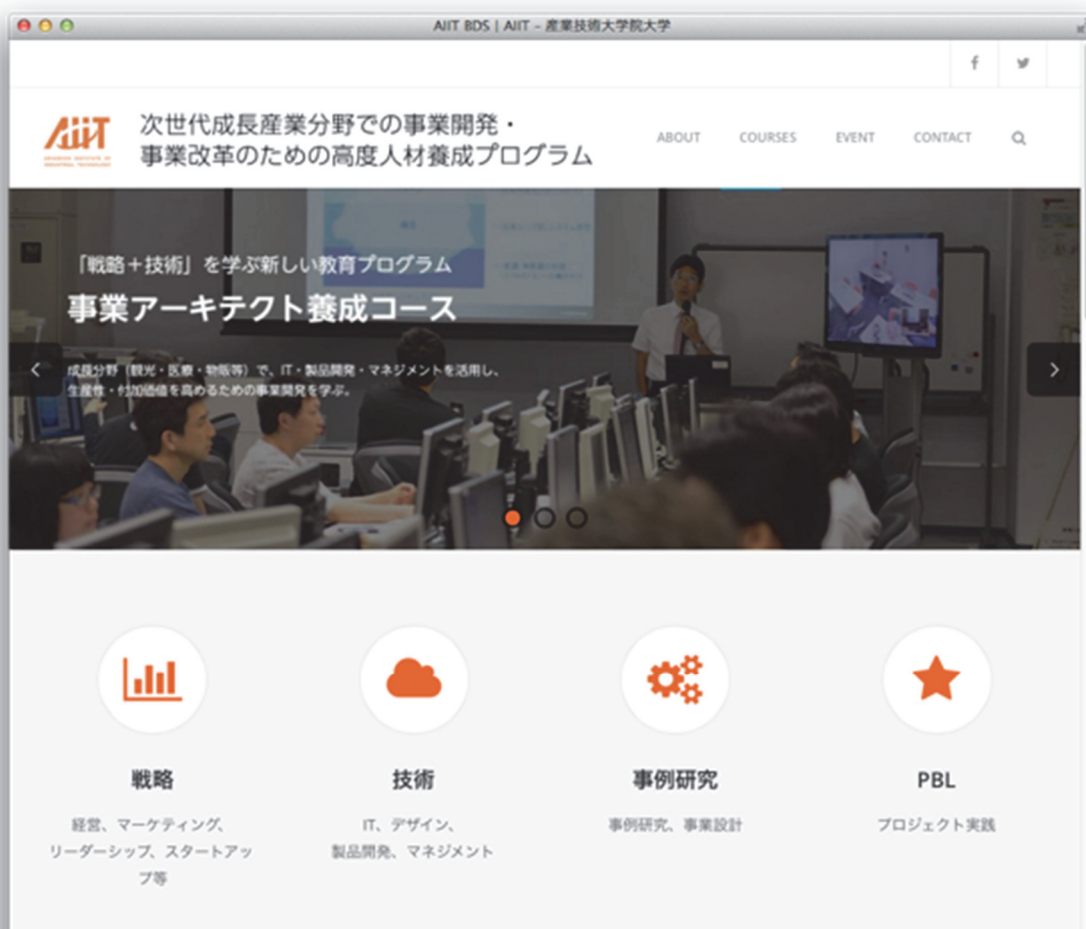 AIIT BDS | AIIT – 産業技術大学院大学
AiiT
ADVANCED INSTITUTE OF
INDUSTRIAL TECHNOLOGY
次世代成長産業分野での事業開発・
事業改革のための高度人材養成プログラム
ABOUT COURSES EVENT CONTACT
「戦略＋技術」を学ぶ新しい教育プログラム
事業アーキテクト養成コース
成長分野（観光・医療・物販等）で、IT・製品開発・マネジメントを活用し、
生産性・付加価値を高めるための事業開発を学ぶ。
戦略
経営、マーケティング、
リーダーシップ、スタートアッ
プ等
技術
IT、デザイン、
製品開発、マネジメント
事例研究
事例研究、事業設計
PBL
プロジェクト実践